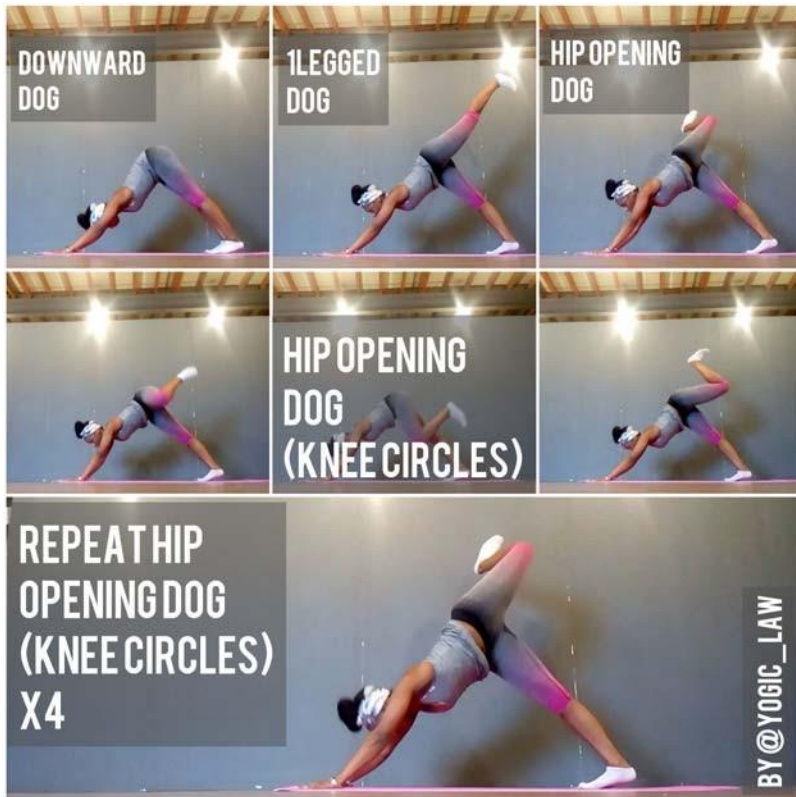 DOWNWARD
DOG
1LEGGED
DOG
HIP OPENING
DOG
HIP OPENING
DOG
(KNEE CIRCLES)
REPEAT HIP
OPENING DOG
(KNEE CIRCLES)
X4
BY @YOGIC_LAW